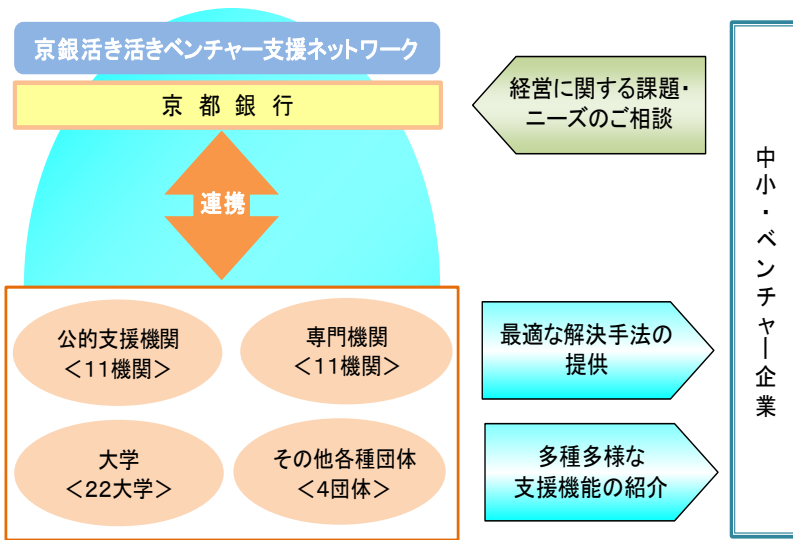 京銀活き活きベンチャー支援ネットワーク
京都銀行
連携
公的支援機関
＜11機関＞
専門機関
＜11機関＞
大学
＜22大学＞
その他各種団体
＜4団体＞
経営に関する課題・
ニーズのご相談
最適な解決手法の
提供
多種多様な
支援機能の紹介
中小・ベンチャー企業